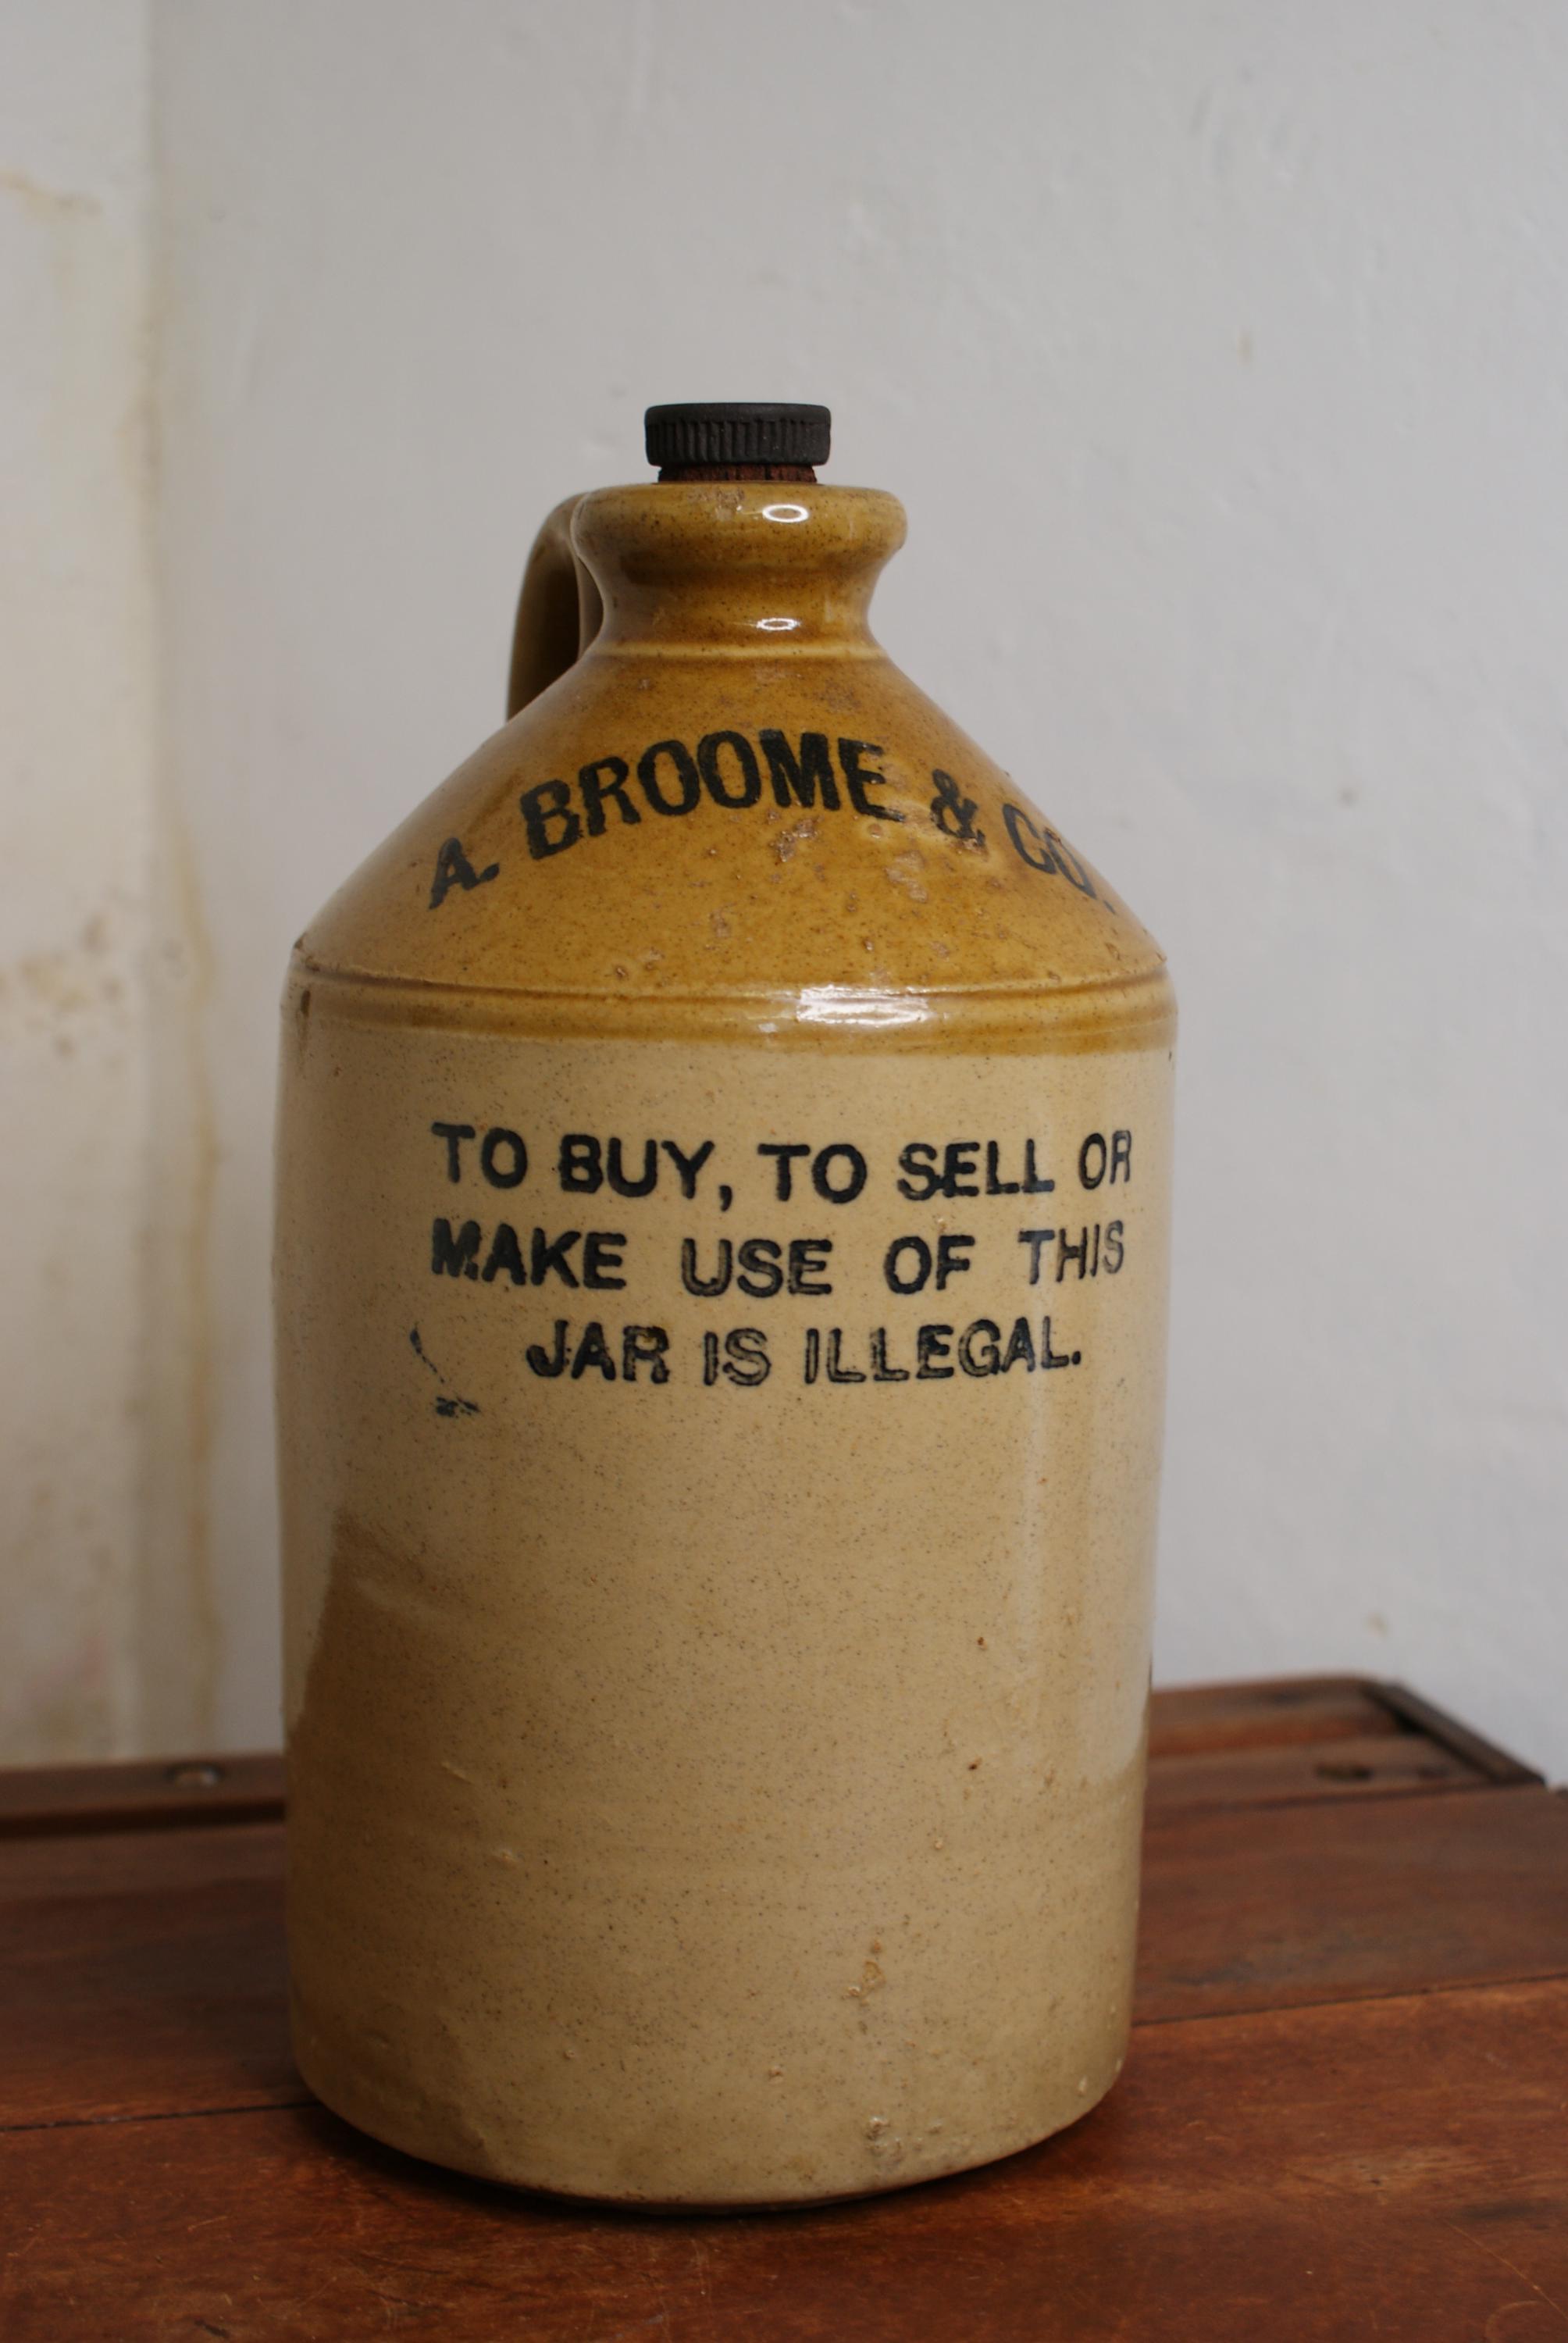 A. BROOME & CO.
TO BUY, TO SELL OR
MAKE USE OF THIS
JAR IS ILLEGAL.